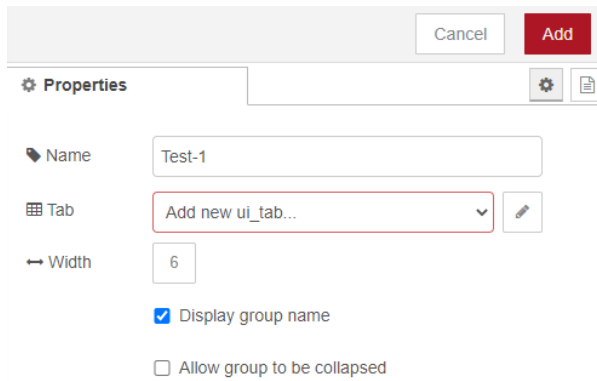 Cancel Add
Properties
Name Test-1
Tab Add new ui_tab...
Width 6
Display group name
Allow group to be collapsed